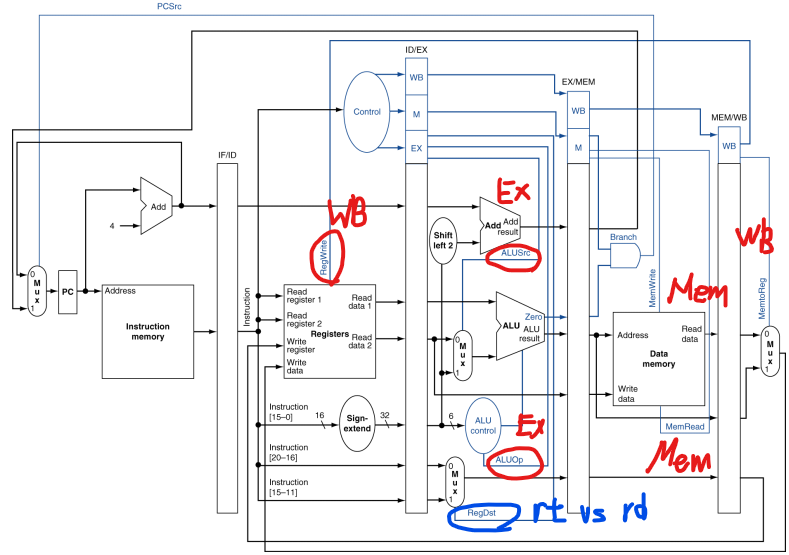 PCSrc
ID/EX
WB
EX/MEM
Control
M
WB
MEM/WB
EX
M
WB
IF/ID
Add
4
WB
Ex
Add
Add
result
Shift
left 2
ALUSrc
Branch
WB
RegWrite
MemWrite
Mem
MemtoReg
0
M
u
x
1
PC
Address
Instruction
memory
Instruction
Read
register 1
Read
register 2
Write
register
Write
data
Registers
Read
data 1
Read
data 2
0
M
u
x
1
Zero
ALU
ALU
result
Address
Read
data
Data
memory
Write
data
0
M
u
x
1
Instruction
[15–0]
16
Sign-
extend
32
6
ALU
control
Ex
MemRead
Instruction
[20–16]
ALUOp
Mem
Instruction
[15–11]
0
M
u
x
1
RegDst
rt vs rd